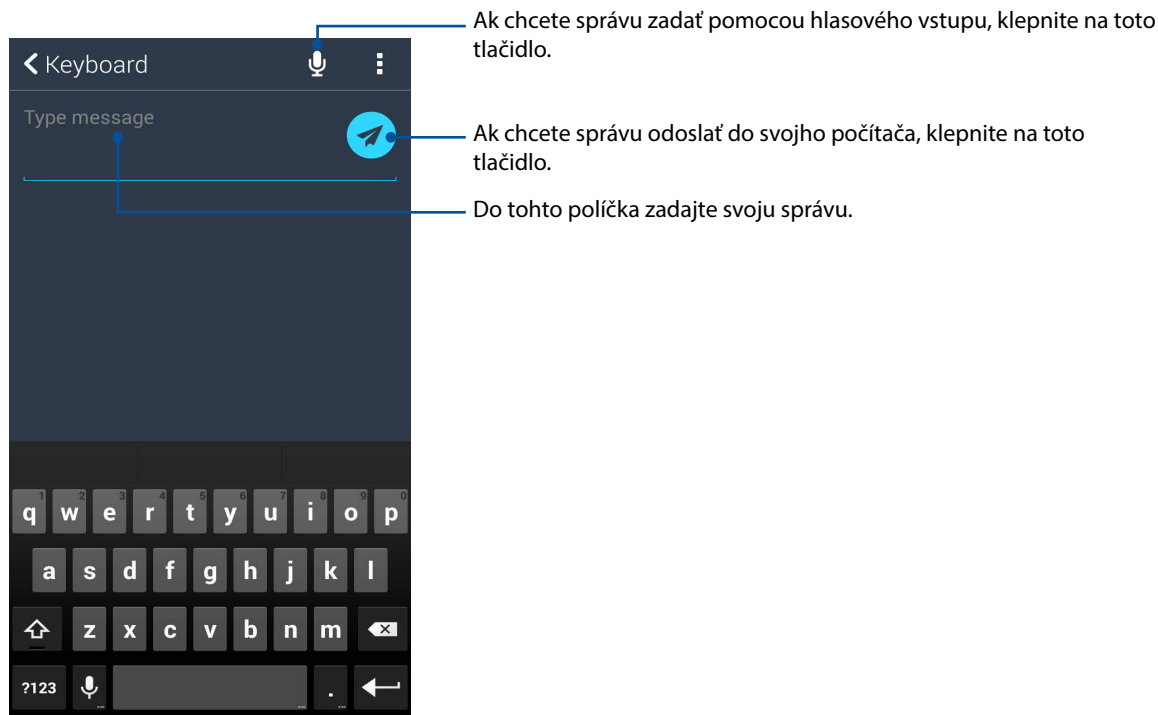 Ak chcete správu zadať pomocou hlasového vstupu, klepnite na toto
tlačidlo.
Keyboard
Type message
Ak chcete správu odoslať do svojho počítača, klepnite na toto
tlačidlo.
Do tohto políčka zadajte svoju správu.
1 2 3 4 5 6 7 8 9 0
q w e r t y u i o p
a s d f g h j k l
z x c v b n m
?123 .